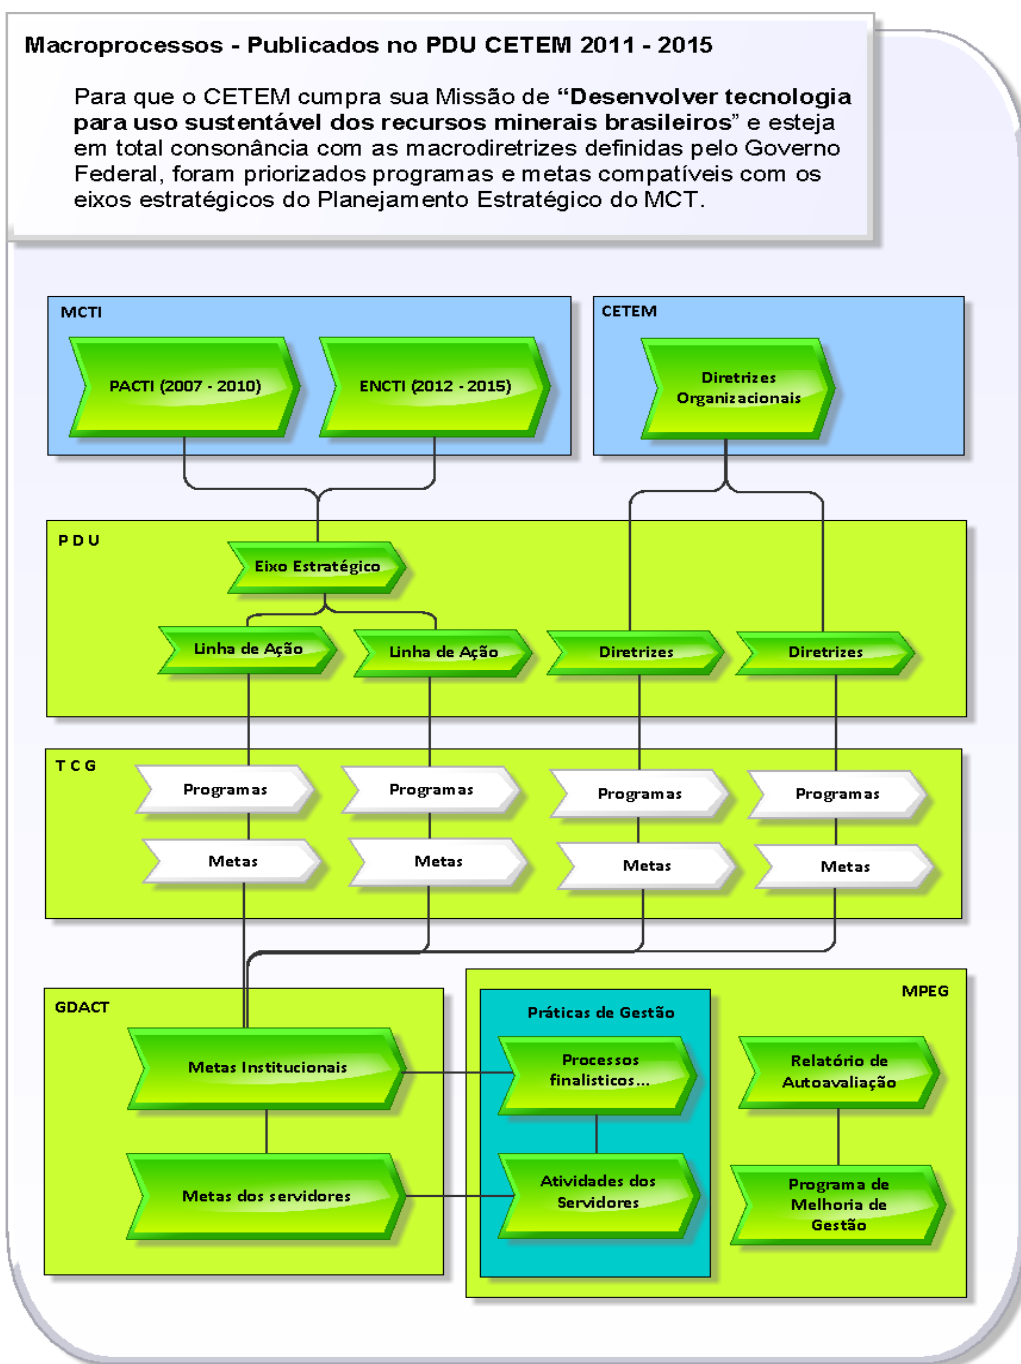 Macroprocessos - Publicados no PDU CETEM 2011 - 2015
Para que o CETEM cumpra sua Missão de “Desenvolver tecnologia
para uso sustentável dos recursos minerais brasileiros” e esteja
em total consonância com as macrodiretrizes definidas pelo Governo
Federal, foram priorizados programas e metas compatíveis com os
eixos estratégicos do Planejamento Estratégico do MCT.
MCTI
CETEM
PACTI (2007 - 2010)
ENCTI (2012 - 2015)
Diretrizes
Organizacionais
P D U
Eixo Estratégico
Linha de Ação
Linha de Ação
Diretrizes
Diretrizes
T C G
Programas
Programas
Programas
Programas
Metas
Metas
Metas
Metas
GDACT
MPEG
Práticas de Gestão
Metas Institucionais
Processos
finalisticos...
Relatório de
Autoavaliação
Metas dos servidores
Atividades dos
Servidores
Programa de
Melhoria de
Gestão